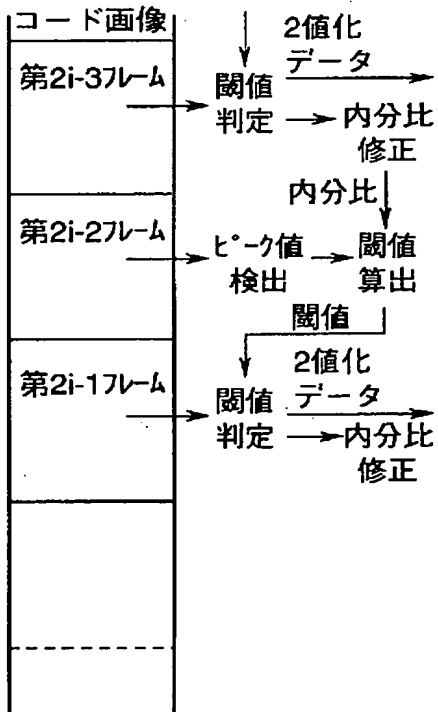 コード画像
2値化
データ
第2i-3フレーム
閾値
判定
内分比
修正
内分比
第2i-2フレーム
ピーク値
検出
閾値
算出
閾値
2値化
データ
第2i-1フレーム
閾値
判定
内分比
修正